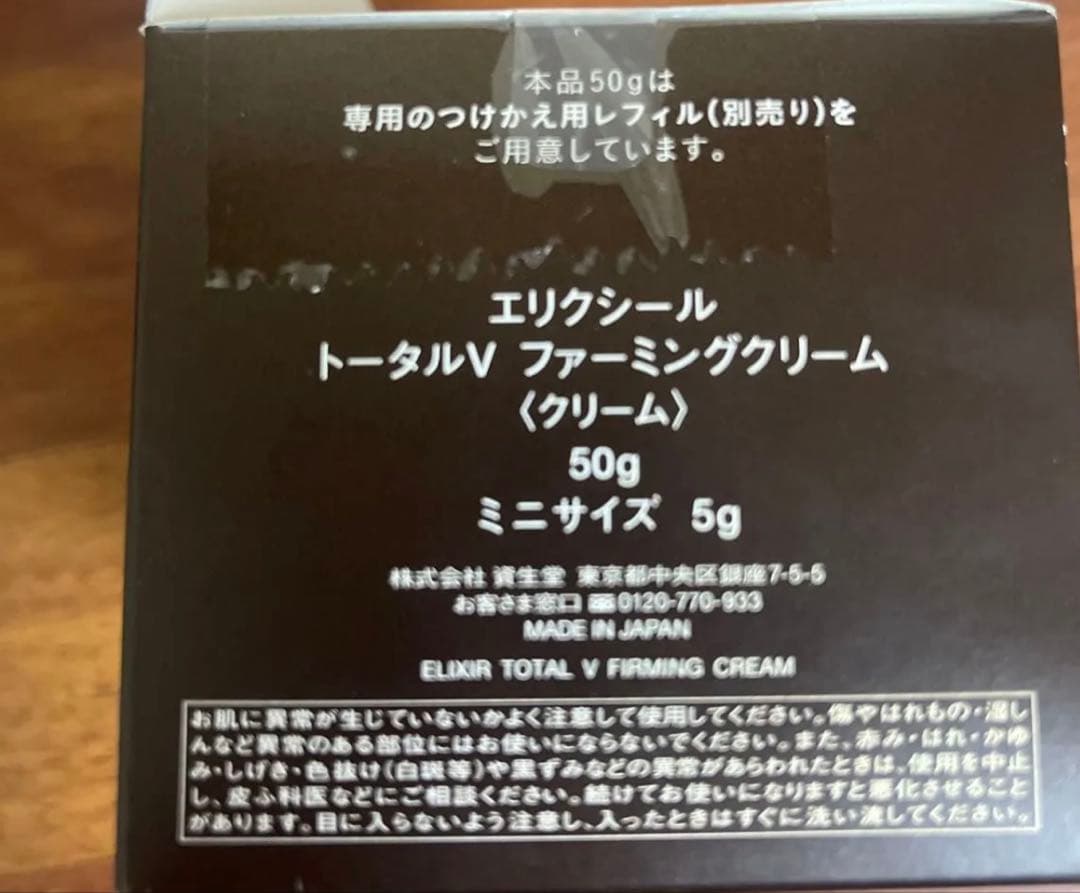 本品50gは
専用のつけかえ用レフィル(別売り)を
ご用意しています。
エリクシール
トータルV ファーミングクリーム
〈クリーム〉
50g
ミニサイズ 5g
株式会社 資生堂 東京都中央区銀座7-5-5
お客さま窓口 0120-770-933
MADE IN JAPAN
ELIXIR TOTAL V FIRMING CREAM
お肌に異常が生じていないかよく注意して使用してください。傷やはれもの・湿し
んなど異常のある部位にはお使いにならないでください。また、赤み・はれ・かゆ
み・しげき・色抜け(白斑等)や黒ずみなどの異常があらわれたときは、使用を中止
し、皮ふ科医などにご相談ください。続けてお使いになりますと悪化させること
があります。目に入らないよう注意し、入ったときはすぐに洗い流してください。